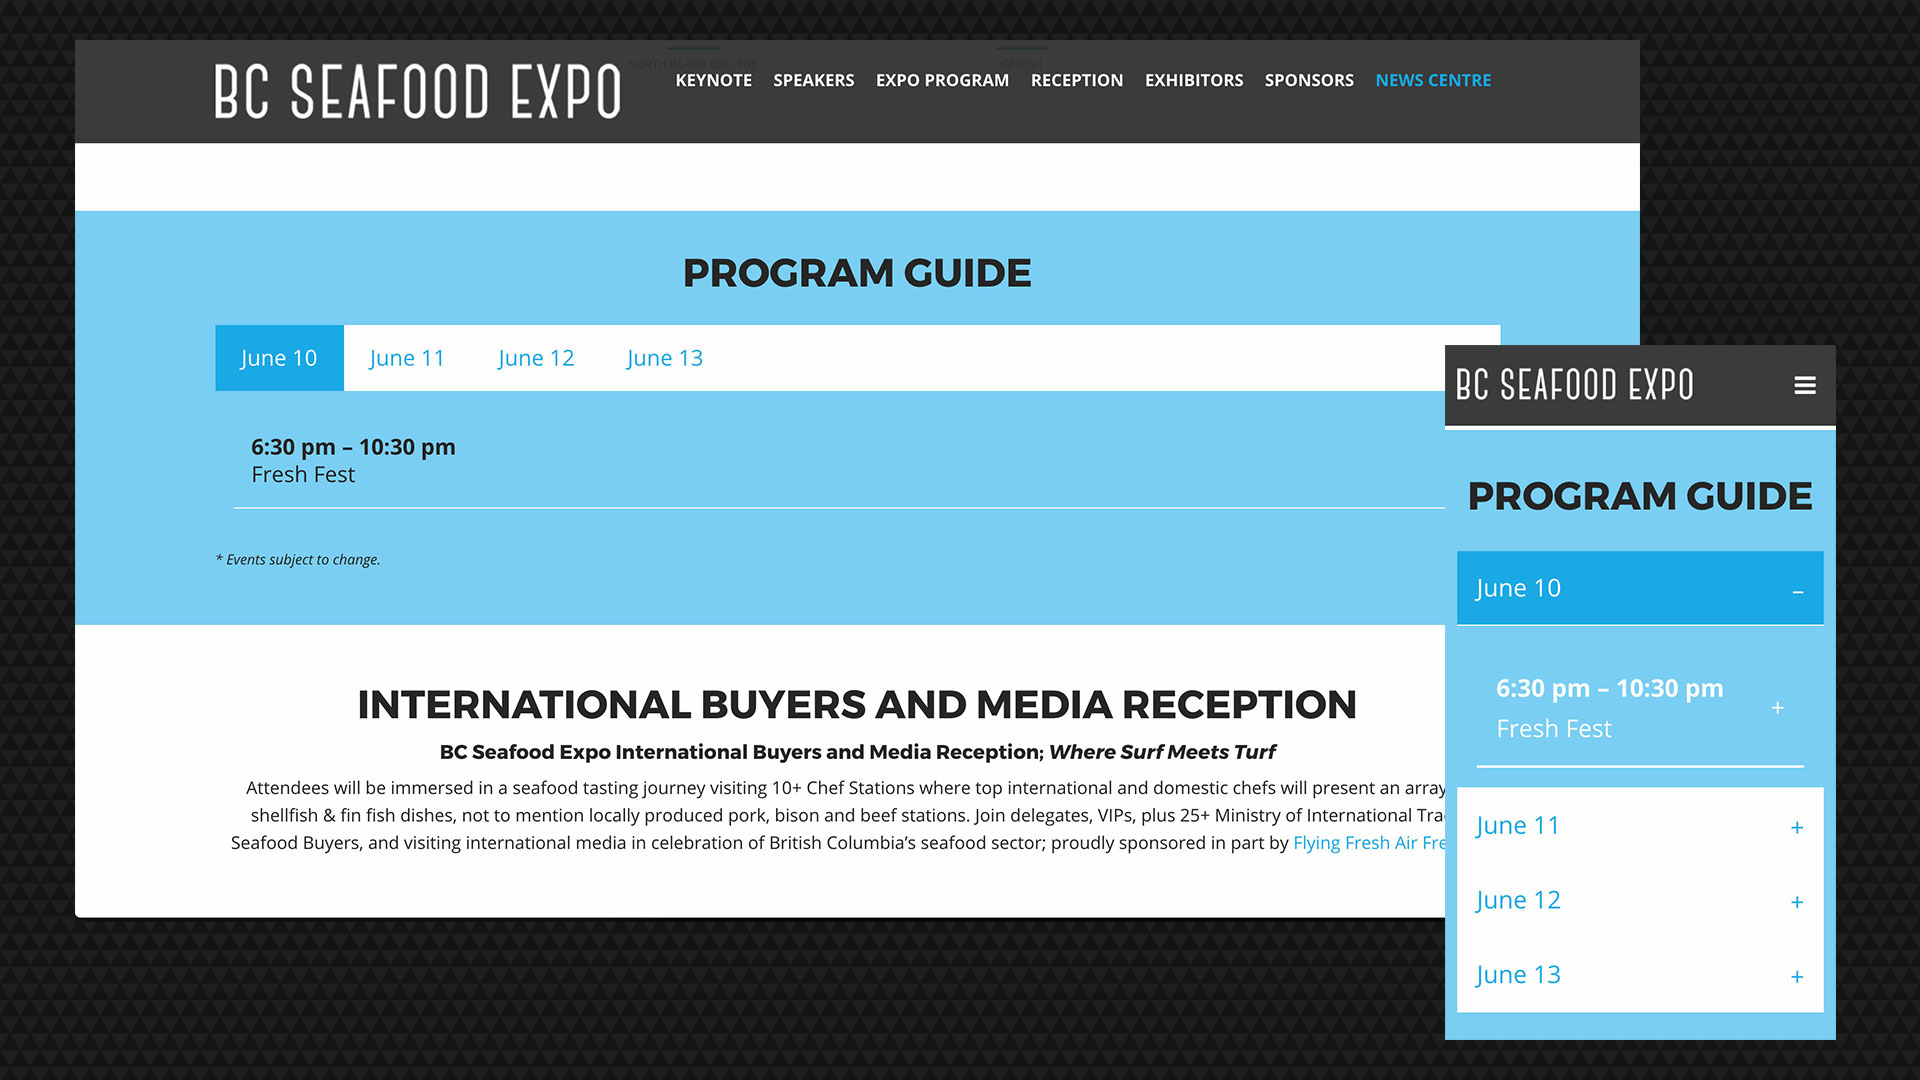 NORTH ISLAND COLLEGE
GFRESH
BC SEAFOOD EXPO
KEYNOTE SPEAKERS EXPO PROGRAM RECEPTION EXHIBITORS SPONSORS NEWS CENTRE
PROGRAM GUIDE
June 10 June 11 June 12 June 13
6:30 pm – 10:30 pm
Fresh Fest
* Events subject to change.
INTERNATIONAL BUYERS AND MEDIA RECEPTION
BC Seafood Expo International Buyers and Media Reception; Where Surf Meets Turf
Attendees will be immersed in a seafood tasting journey visiting 10+ Chef Stations where top international and domestic chefs will present an array
shellfish & fin fish dishes, not to mention locally produced pork, bison and beef stations. Join delegates, VIPs, plus 25+ Ministry of International Tra
Seafood Buyers, and visiting international media in celebration of British Columbia’s seafood sector; proudly sponsored in part by Flying Fresh Air Fre
BC SEAFOOD EXPO
PROGRAM GUIDE
June 10 –
6:30 pm – 10:30 pm
+
Fresh Fest
June 11 +
June 12 +
June 13 +